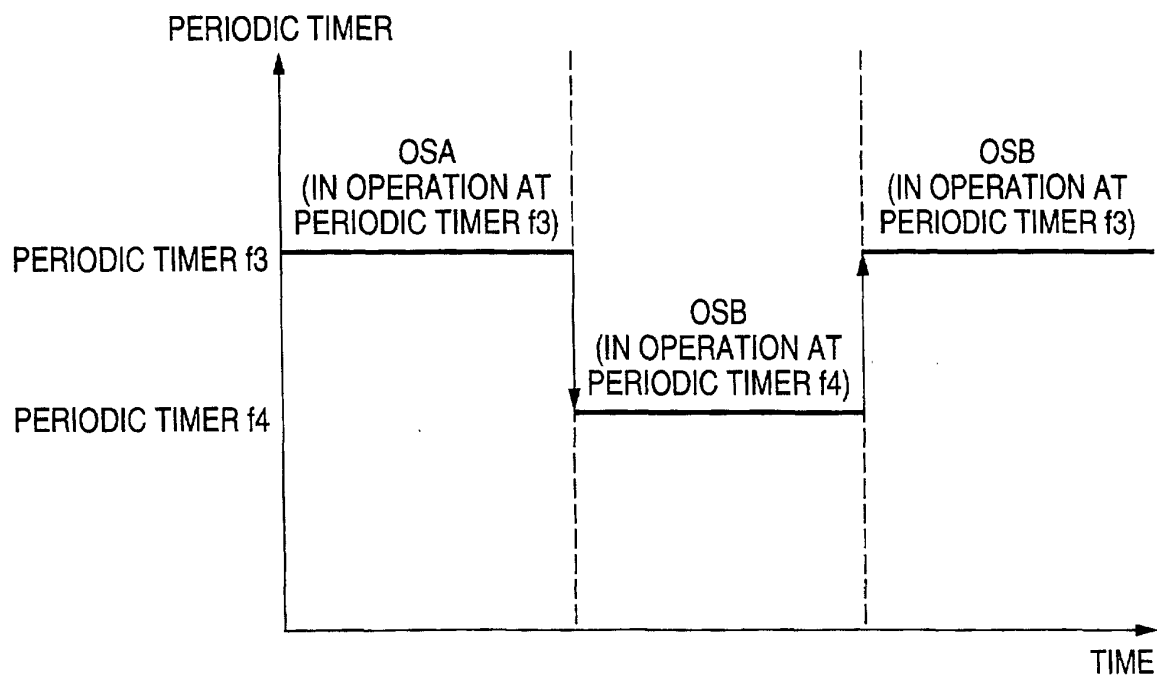 PERIODIC TIMER
OSA
(IN OPERATION AT
PERIODIC TIMER f3)
OSB
(IN OPERATION AT
PERIODIC TIMER f3)
PERIODIC TIMER f3
OSB
(IN OPERATION AT
PERIODIC TIMER f4)
PERIODIC TIMER f4
TIME